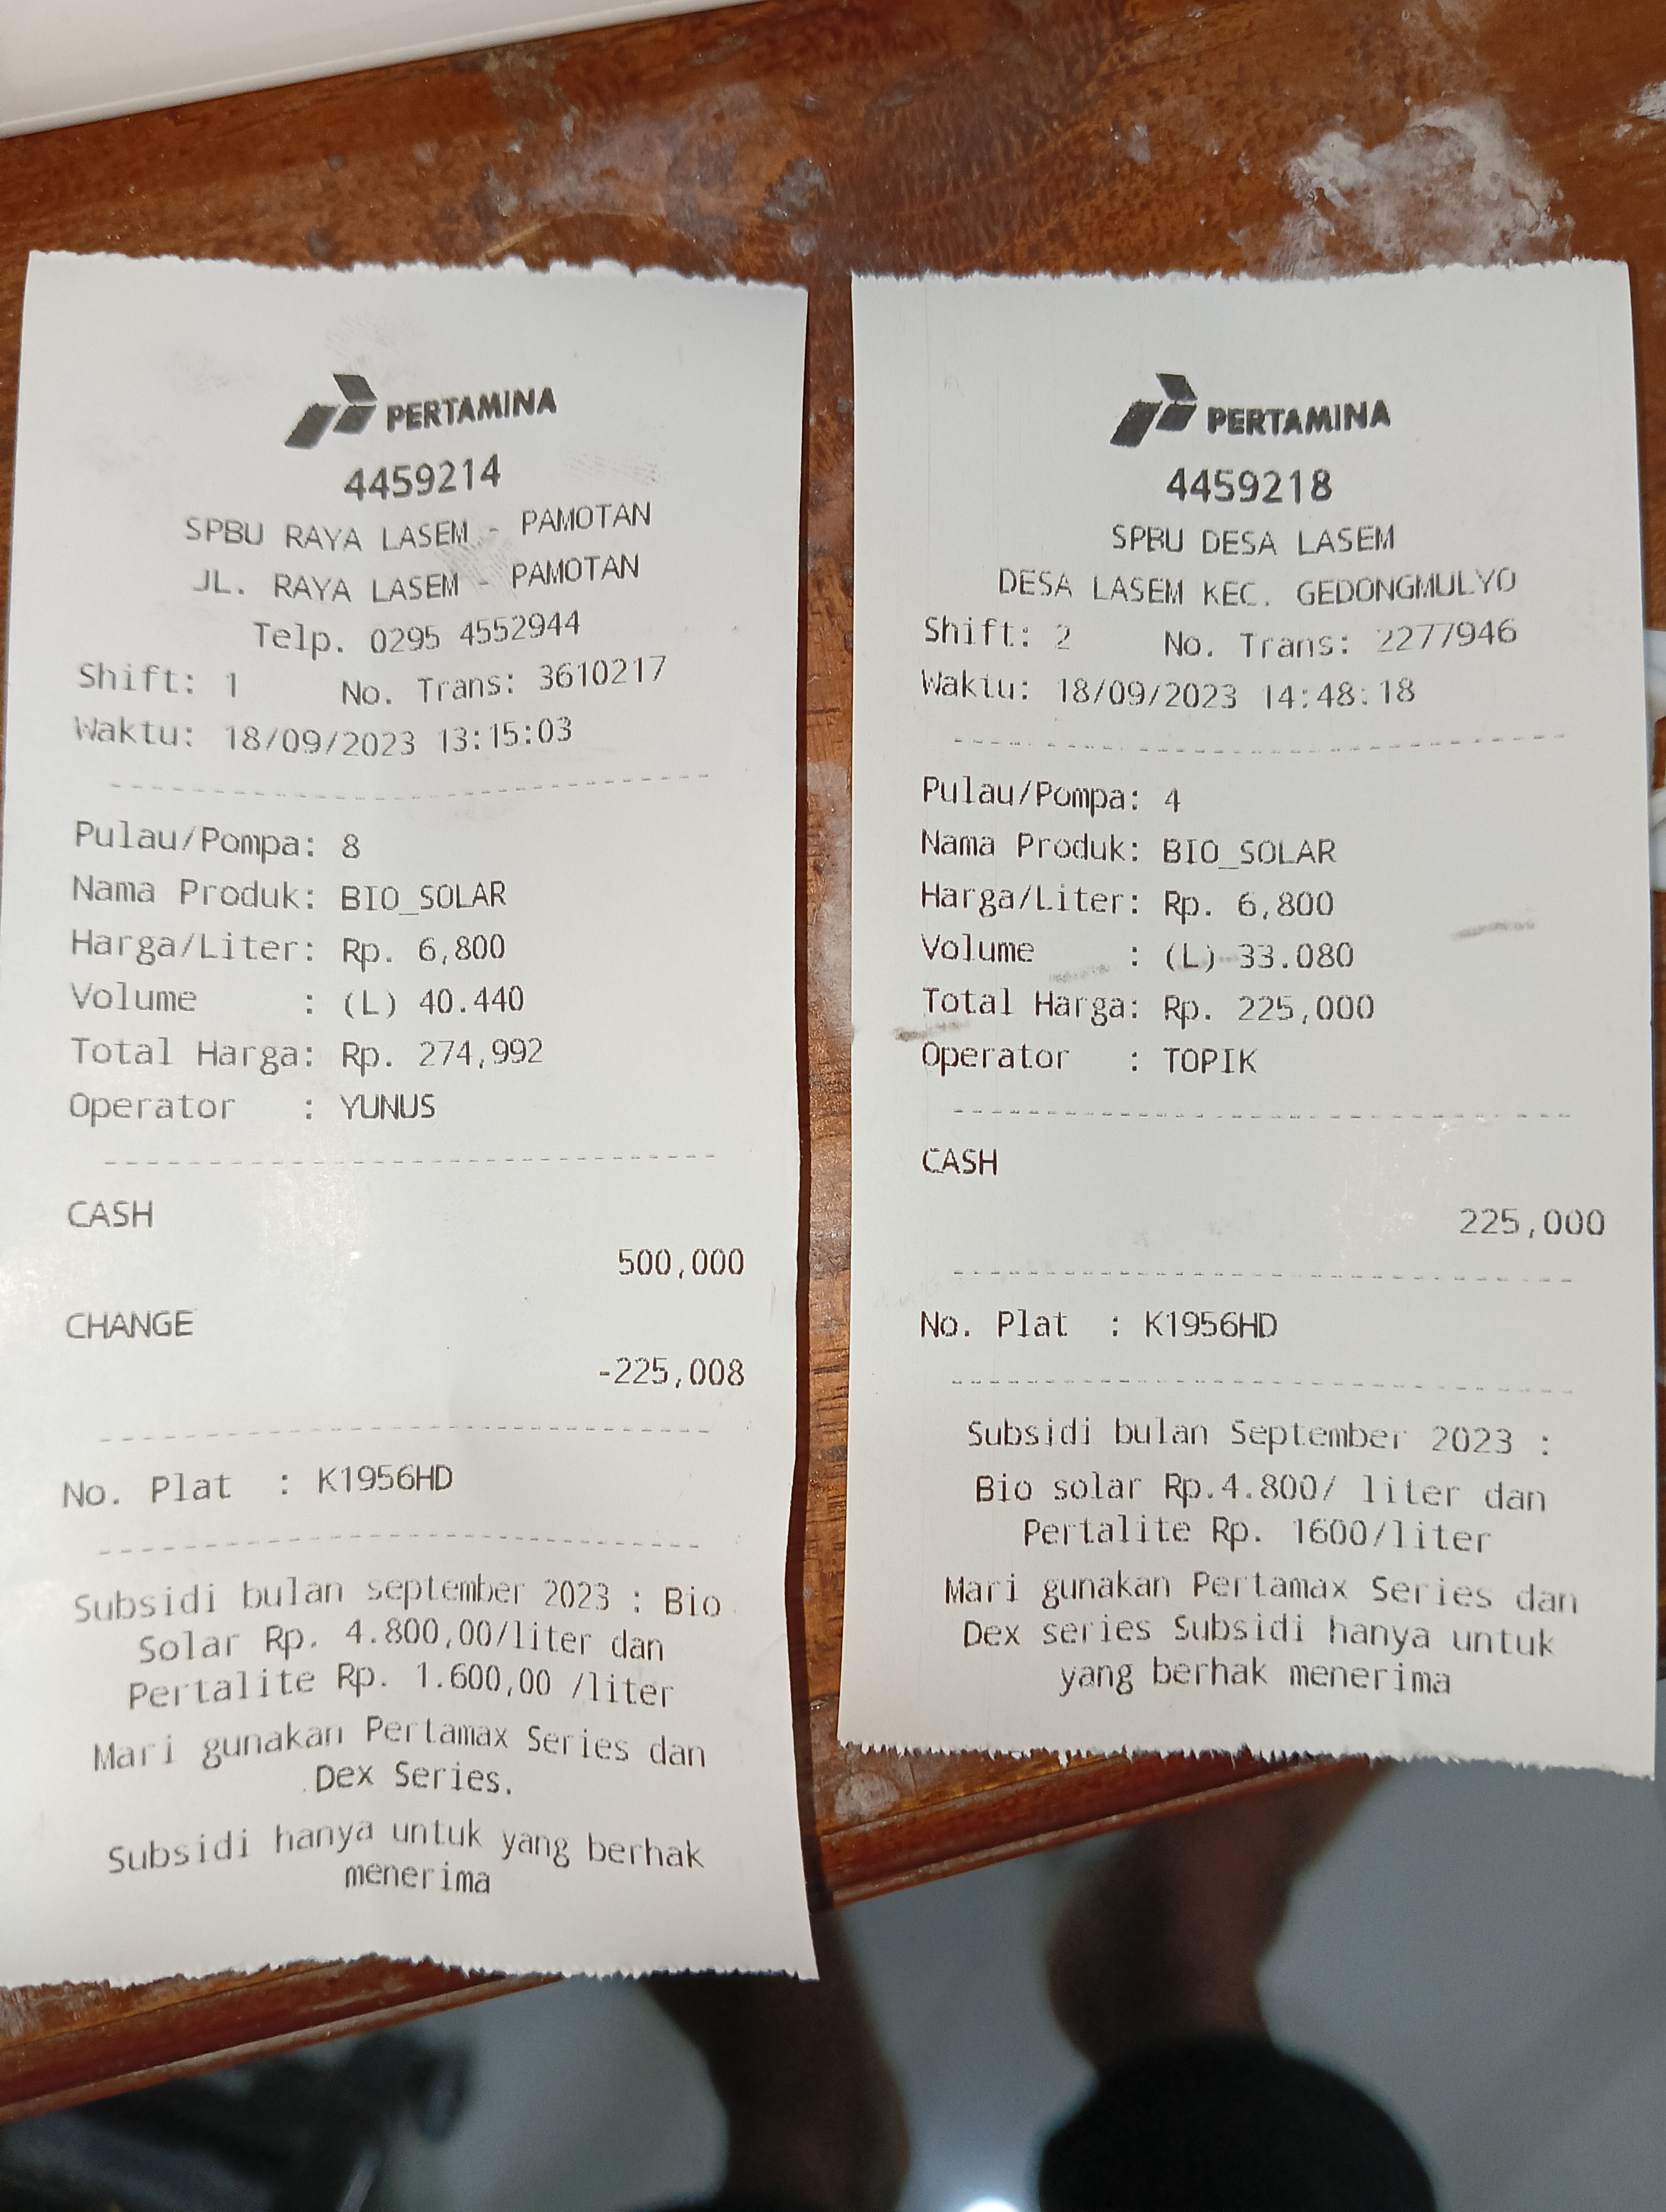 PERTAMINA
4459214
SPBU RAYA LASEM - PAMOTAN
JL. RAYA LASEM - PAMOTAN
Telp. 0295 4552944
Shift: 1 No. Trans: 3610217
Waktu: 18/09/2023 13:15:03
Pulau/Pompa: 8
Nama Produk: BIO_SOLAR
Harga/Liter: Rp. 6,800
Volume : (L) 40.440
Total Harga: Rp. 274,992
Operator : YUNUS
CASH
500,000
CHANGE
-225,008
No. Plat : K1956HD
Subsidi bulan september 2023 : Bio
Solar Rp. 4.800,00/liter dan
Pertalite Rp. 1.600,00 /liter
Mari gunakan Pertamax Series dan
Dex Series.
Subsidi hanya untuk yang berhak
menerima
PERTAMINA
4459218
SPBU DESA LASEM
DESA LASEM KEC. GEDONGMULYO
Shift: 2 No. Trans: 2277946
Waktu: 18/09/2023 14:48:18
Pulau/Pompa: 4
Nama Produk: BIO_SOLAR
Harga/Liter: Rp. 6,800
Volume : (L) 33.080
Total Harga: Rp. 225,000
Operator : TOPIK
CASH
225,000
No. Plat : K1956HD
Subsidi bulan September 2023 :
Bio solar Rp.4.800/ liter dan
Pertalite Rp. 1600/liter
Mari gunakan Pertamax Series dan
Dex series Subsidi hanya untuk
yang berhak menerima